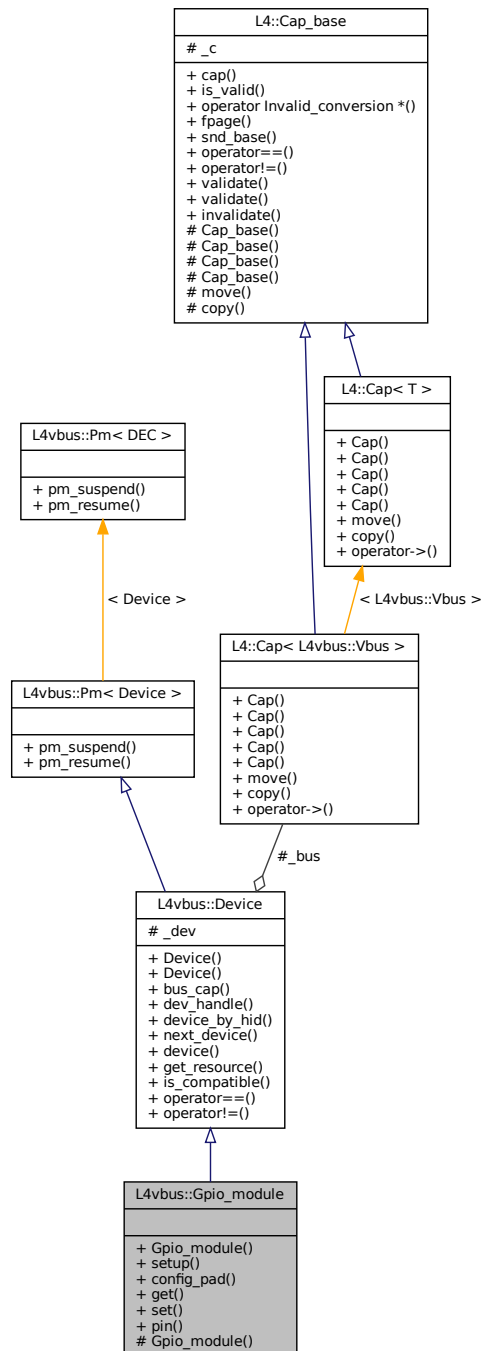 L4::Cap_base
# _c
+ cap()
+ is_valid()
+ operator Invalid_conversion *()
+ fpage()
+ snd_base()
+ operator==()
+ operator!=()
+ validate()
+ validate()
+ invalidate()
# Cap_base()
# Cap_base()
# Cap_base()
# Cap_base()
# move()
# copy()
L4::Cap< T >
+ Cap()
+ Cap()
+ Cap()
+ Cap()
+ Cap()
+ move()
+ copy()
+ operator->()
L4vbus::Pm< DEC >
+ pm_suspend()
+ pm_resume()
< Device >
< L4vbus::Vbus >
L4::Cap< L4vbus::Vbus >
+ Cap()
+ Cap()
+ Cap()
+ Cap()
+ Cap()
+ move()
+ copy()
+ operator->()
L4vbus::Pm< Device >
+ pm_suspend()
+ pm_resume()
#_bus
L4vbus::Device
# _dev
+ Device()
+ Device()
+ bus_cap()
+ dev_handle()
+ device_by_hid()
+ next_device()
+ device()
+ get_resource()
+ is_compatible()
+ operator==()
+ operator!=()
L4vbus::Gpio_module
+ Gpio_module()
+ setup()
+ config_pad()
+ get()
+ set()
+ pin()
# Gpio_module()